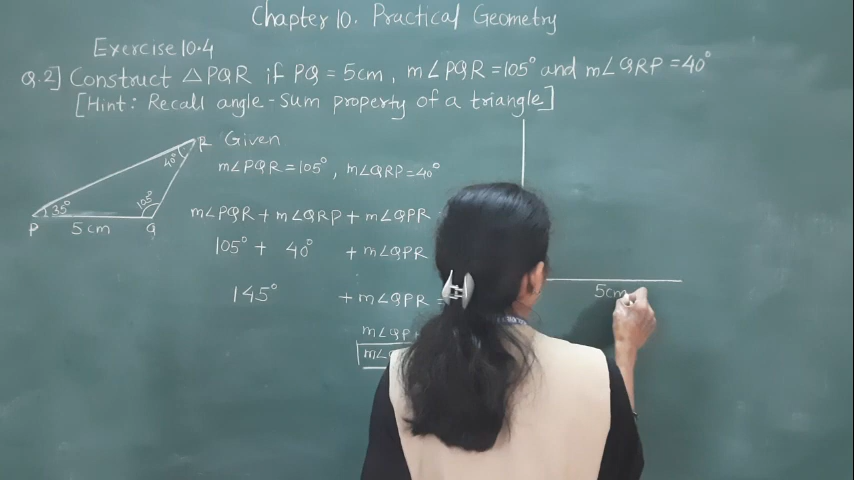 Chapter 10. Practical Geometry
Exercise 10.4
Q.2] Construct △PQR if PQ = 5cm, m∠PQR = 105° and m∠QRP = 40°
[Hint: Recall angle-sum property of a triangle]
R
40°
35°
105°
P
5cm
Q
Given
m∠PQR = 105°, m∠QRP = 40°
m∠PQR + m∠QRP + m∠QPR
105° + 40° + m∠QPR
145° + m∠QPR =
m∠QP
5cm